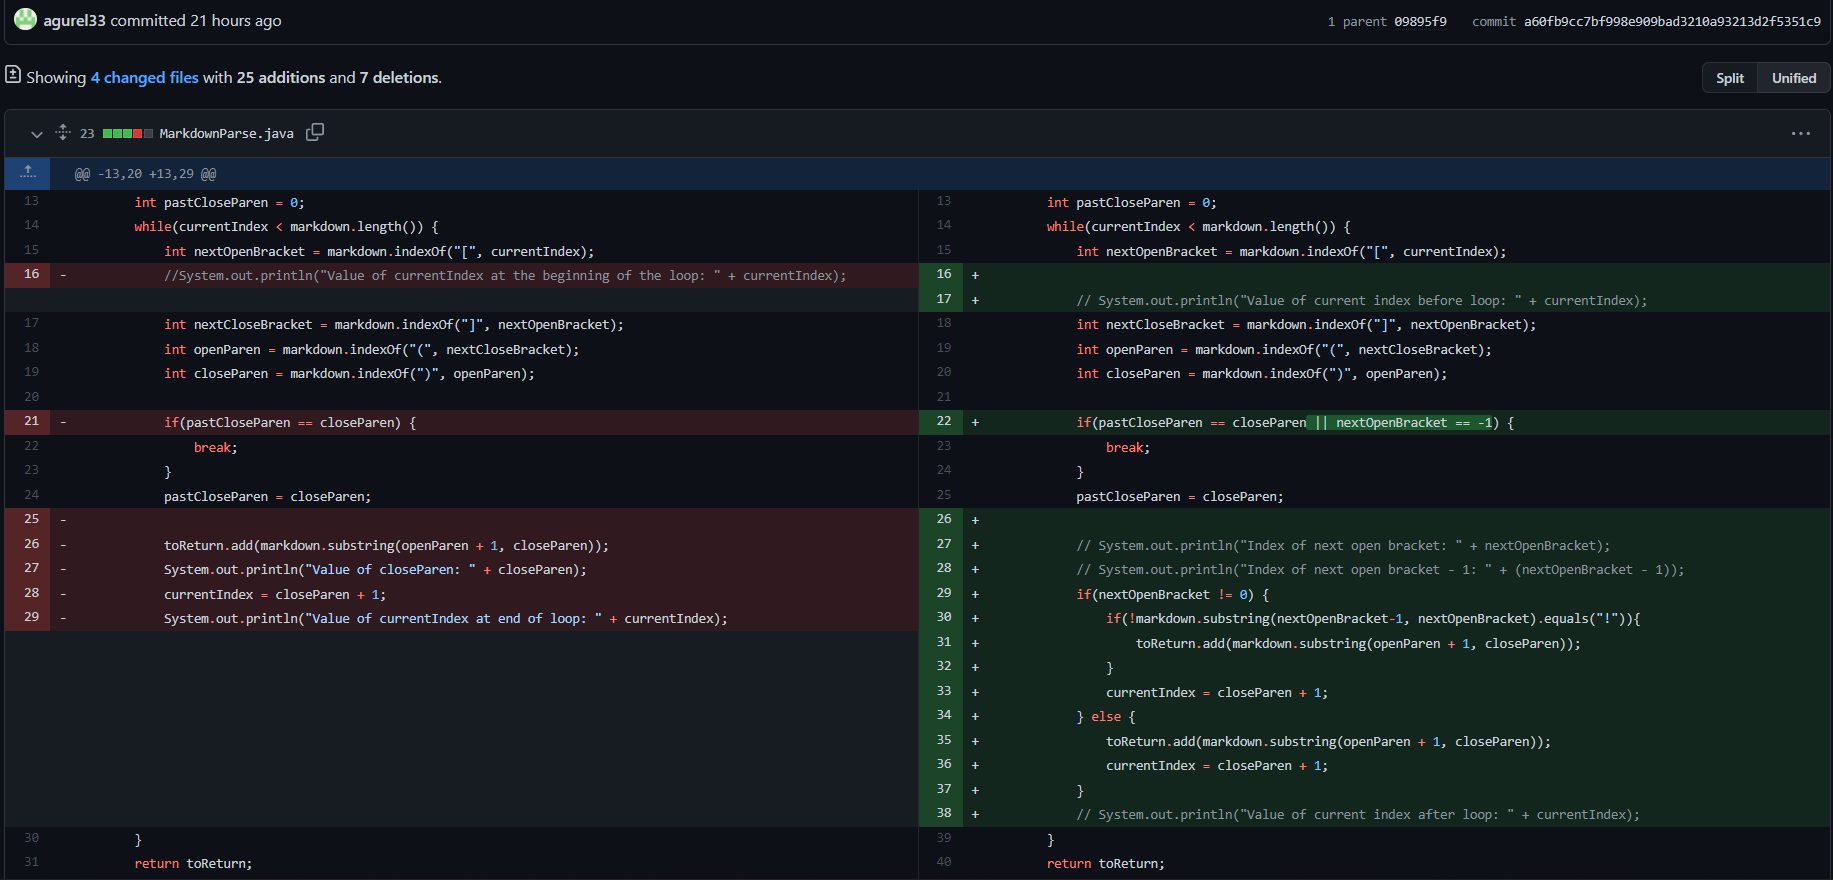 agurel33 committed 21 hours ago
1 parent 09895f9 commit a60fb9cc7bf998e909bad3210a93213d2f5351c9
Showing 4 changed files with 25 additions and 7 deletions.
Split Unified
23 MarkdownParse.java
@@ -13,20 +13,29 @@
13 int pastCloseParen = 0;
14 while(currentIndex < markdown.length()) {
15 int nextOpenBracket = markdown.indexOf("[", currentIndex);
16 - //System.out.println("Value of currentIndex at the beginning of the loop: " + currentIndex);
17 int nextCloseBracket = markdown.indexOf("]", nextOpenBracket);
18 int openParen = markdown.indexOf("(", nextCloseBracket);
19 int closeParen = markdown.indexOf(")", openParen);
20
21 - if(pastCloseParen == closeParen) {
22 break;
23 }
24 pastCloseParen = closeParen;
25 -
26 - toReturn.add(markdown.substring(openParen + 1, closeParen));
27 - System.out.println("Value of closeParen: " + closeParen);
28 - currentIndex = closeParen + 1;
29 - System.out.println("Value of currentIndex at end of loop: " + currentIndex);
30 }
31 return toReturn;
13 int pastCloseParen = 0;
14 while(currentIndex < markdown.length()) {
15 int nextOpenBracket = markdown.indexOf("[", currentIndex);
16 +
17 + // System.out.println("Value of current index before loop: " + currentIndex);
18 int nextCloseBracket = markdown.indexOf("]", nextOpenBracket);
19 int openParen = markdown.indexOf("(", nextCloseBracket);
20 int closeParen = markdown.indexOf(")", openParen);
21
22 + if(pastCloseParen == closeParen || nextOpenBracket == -1) {
23 break;
24 }
25 pastCloseParen = closeParen;
26 +
27 + // System.out.println("Index of next open bracket: " + nextOpenBracket);
28 + // System.out.println("Index of next open bracket - 1: " + (nextOpenBracket - 1));
29 + if(nextOpenBracket != 0) {
30 + if(!markdown.substring(nextOpenBracket-1, nextOpenBracket).equals("!")){
31 + toReturn.add(markdown.substring(openParen + 1, closeParen));
32 + }
33 + currentIndex = closeParen + 1;
34 + } else {
35 + toReturn.add(markdown.substring(openParen + 1, closeParen));
36 + currentIndex = closeParen + 1;
37 + }
38 + // System.out.println("Value of current index after loop: " + currentIndex);
39 }
40 return toReturn;